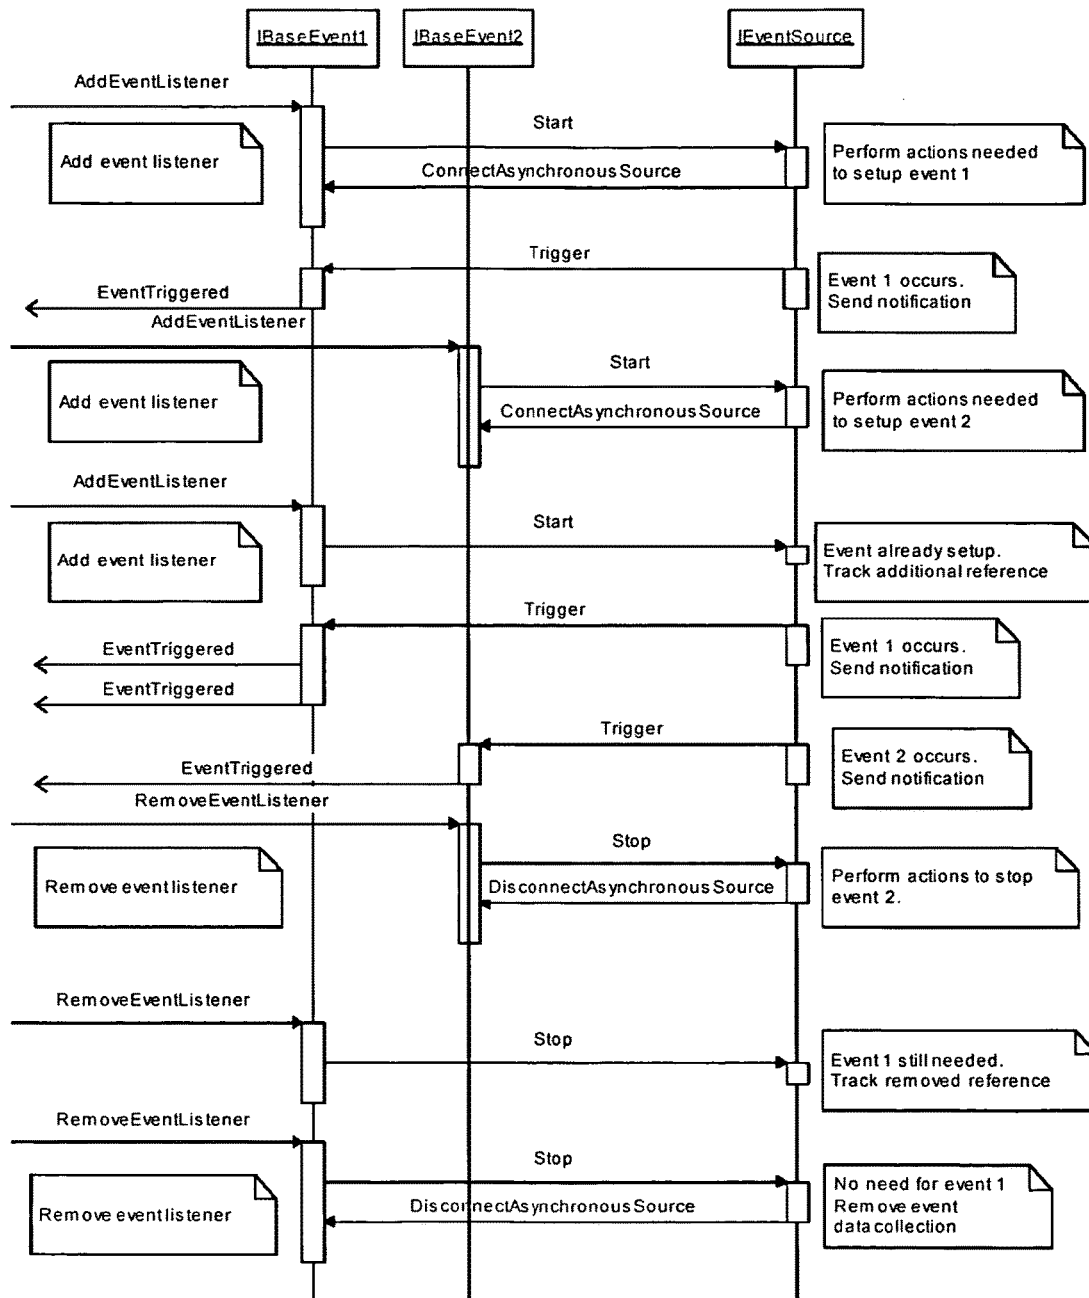 IBaseEvent1
IBaseEvent2
IEventSource
AddEventListener
Add event listener
Start
ConnectAsynchronousSource
Perform actions needed
to setup event 1
Trigger
EventTriggered
Event 1 occurs.
Send notification
AddEventListener
Add event listener
Start
ConnectAsynchronousSource
Perform actions needed
to setup event 2
AddEventListener
Add event listener
Start
Event already setup.
Track additional reference
Trigger
EventTriggered
EventTriggered
Event 1 occurs.
Send notification
Trigger
EventTriggered
Event 2 occurs.
Send notification
RemoveEventListener
Remove event listener
Stop
DisconnectAsynchronousSource
Perform actions to stop
event 2.
RemoveEventListener
Stop
Event 1 still needed.
Track removed reference
RemoveEventListener
Remove event listener
Stop
DisconnectAsynchronousSource
No need for event 1
Remove event
data collection